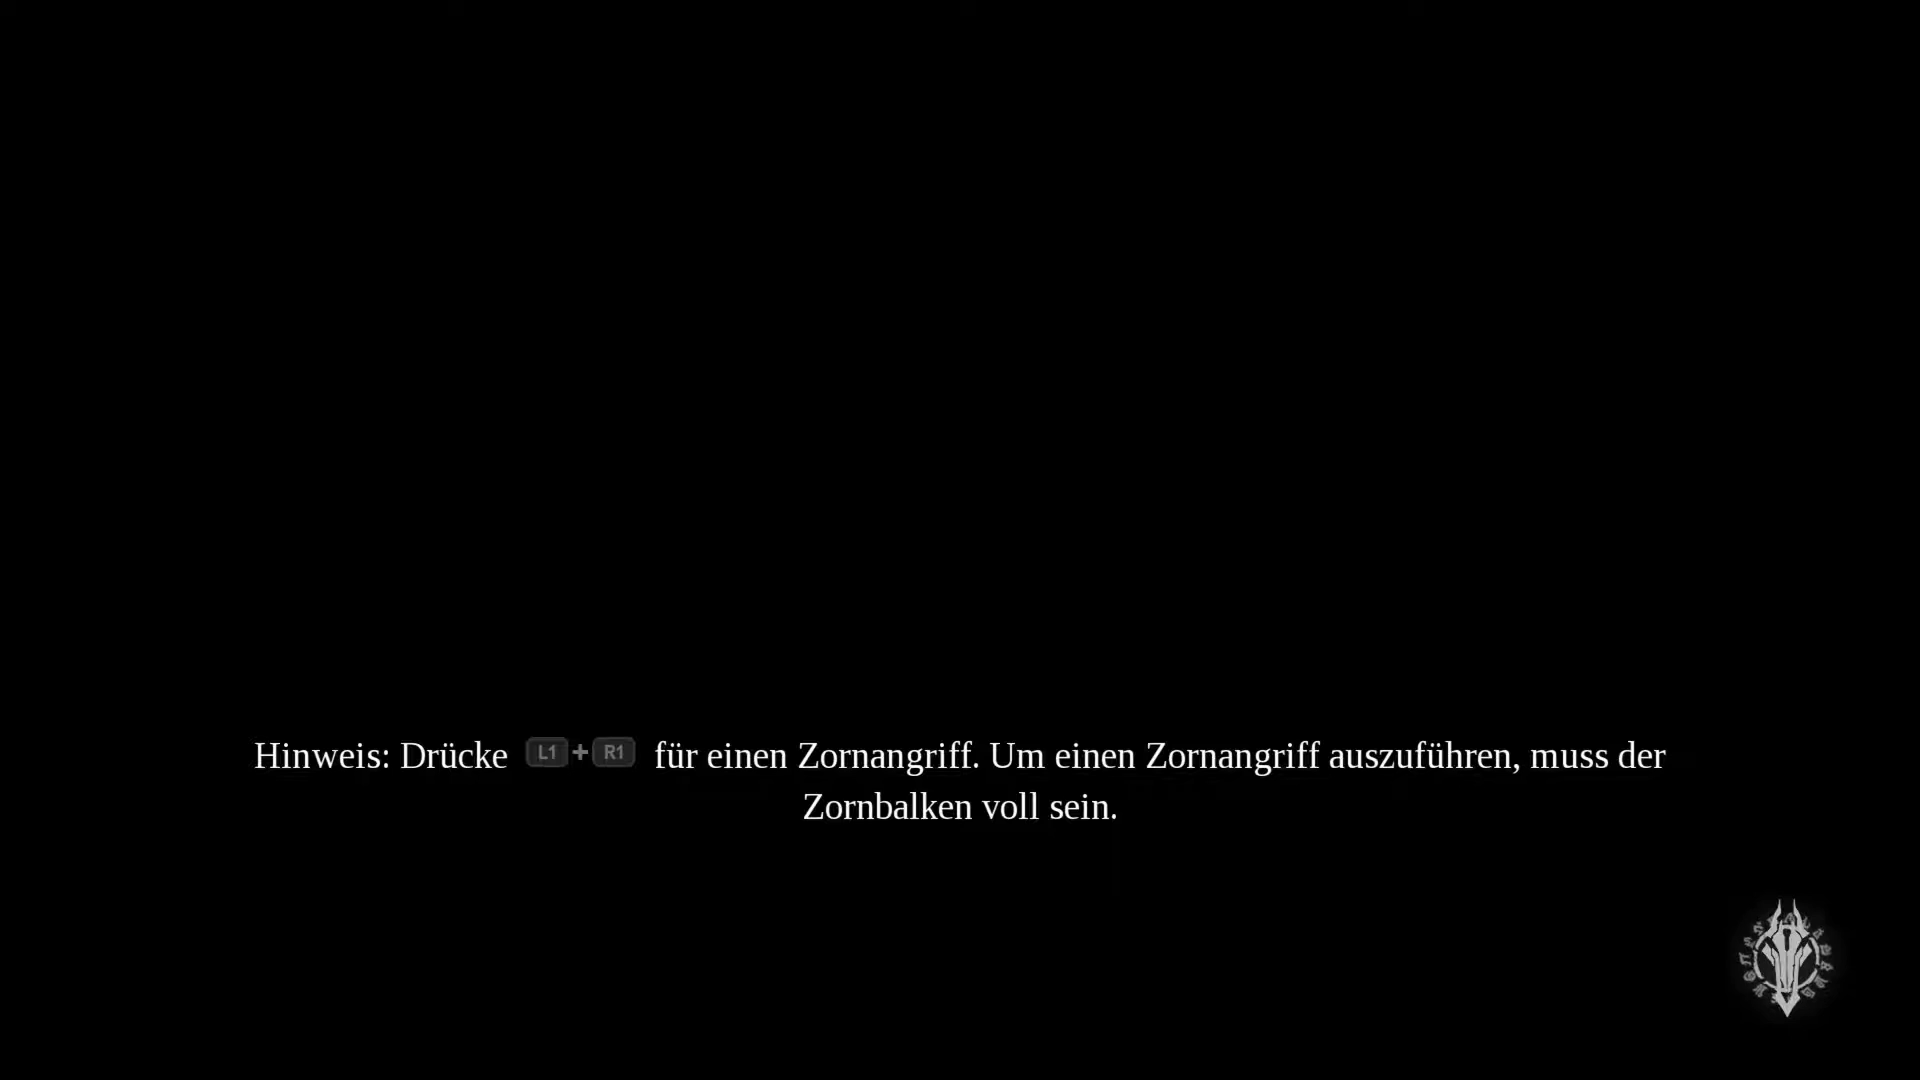 Hinweis: Drücke L1+R1 für einen Zornangriff. Um einen Zornangriff auszuführen, muss der
Zornbalken voll sein.